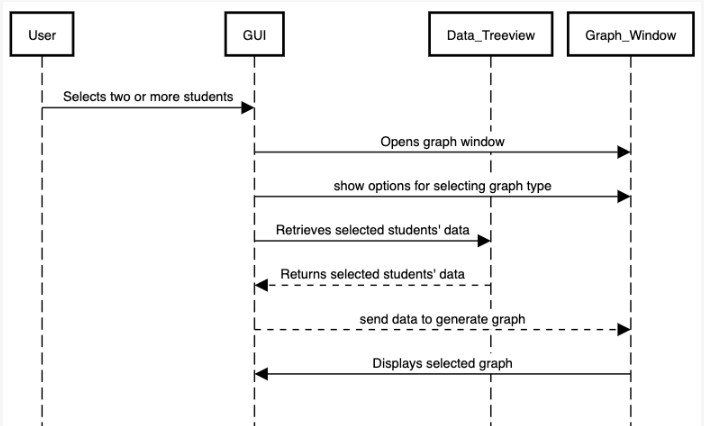 User
GUI
Data_Treeview
Graph_Window
Selects two or more students
Opens graph window
show options for selecting graph type
Retrieves selected students' data
Returns selected students' data
send data to generate graph
Displays selected graph